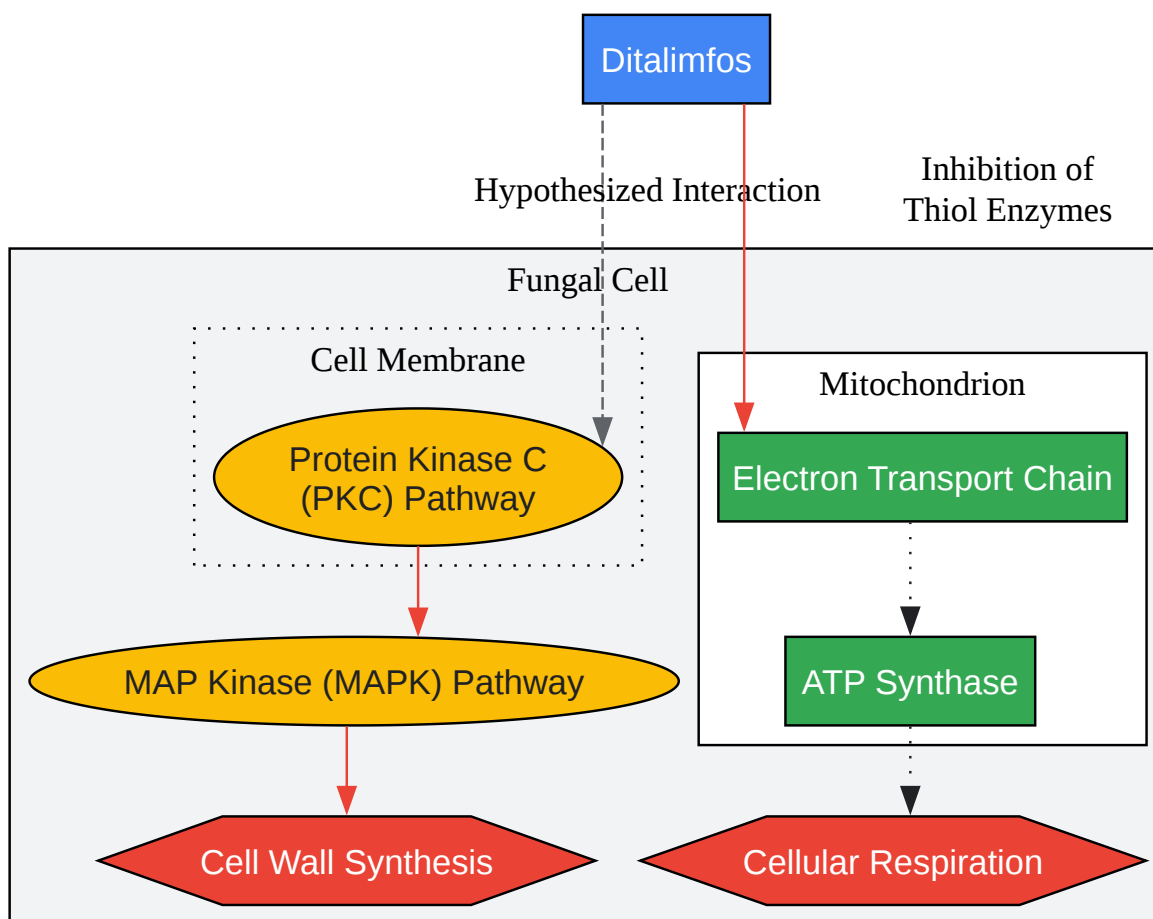 Ditalimfos
Hypothesized Interaction
Inhibition of
Thiol Enzymes
Fungal Cell
Cell Membrane
Mitochondrion
Protein Kinase C
(PKC) Pathway
Electron Transport Chain
MAP Kinase (MAPK) Pathway
ATP Synthase
Cell Wall Synthesis
Cellular Respiration